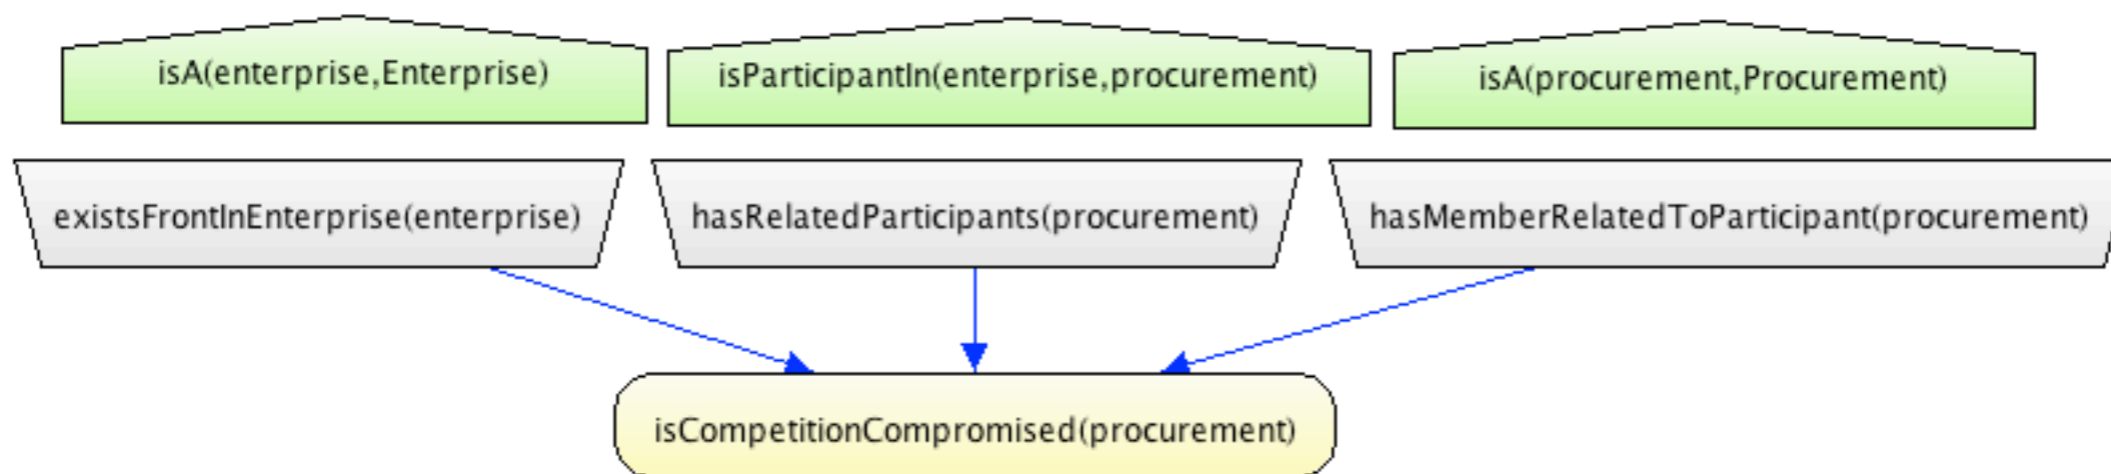 isA(enterprise,Enterprise)
isParticipantIn(enterprise,procurement)
isA(procurement,Procurement)
existsFrontInEnterprise(enterprise)
hasRelatedParticipants(procurement)
hasMemberRelatedToParticipant(procurement)
isCompetitionCompromised(procurement)